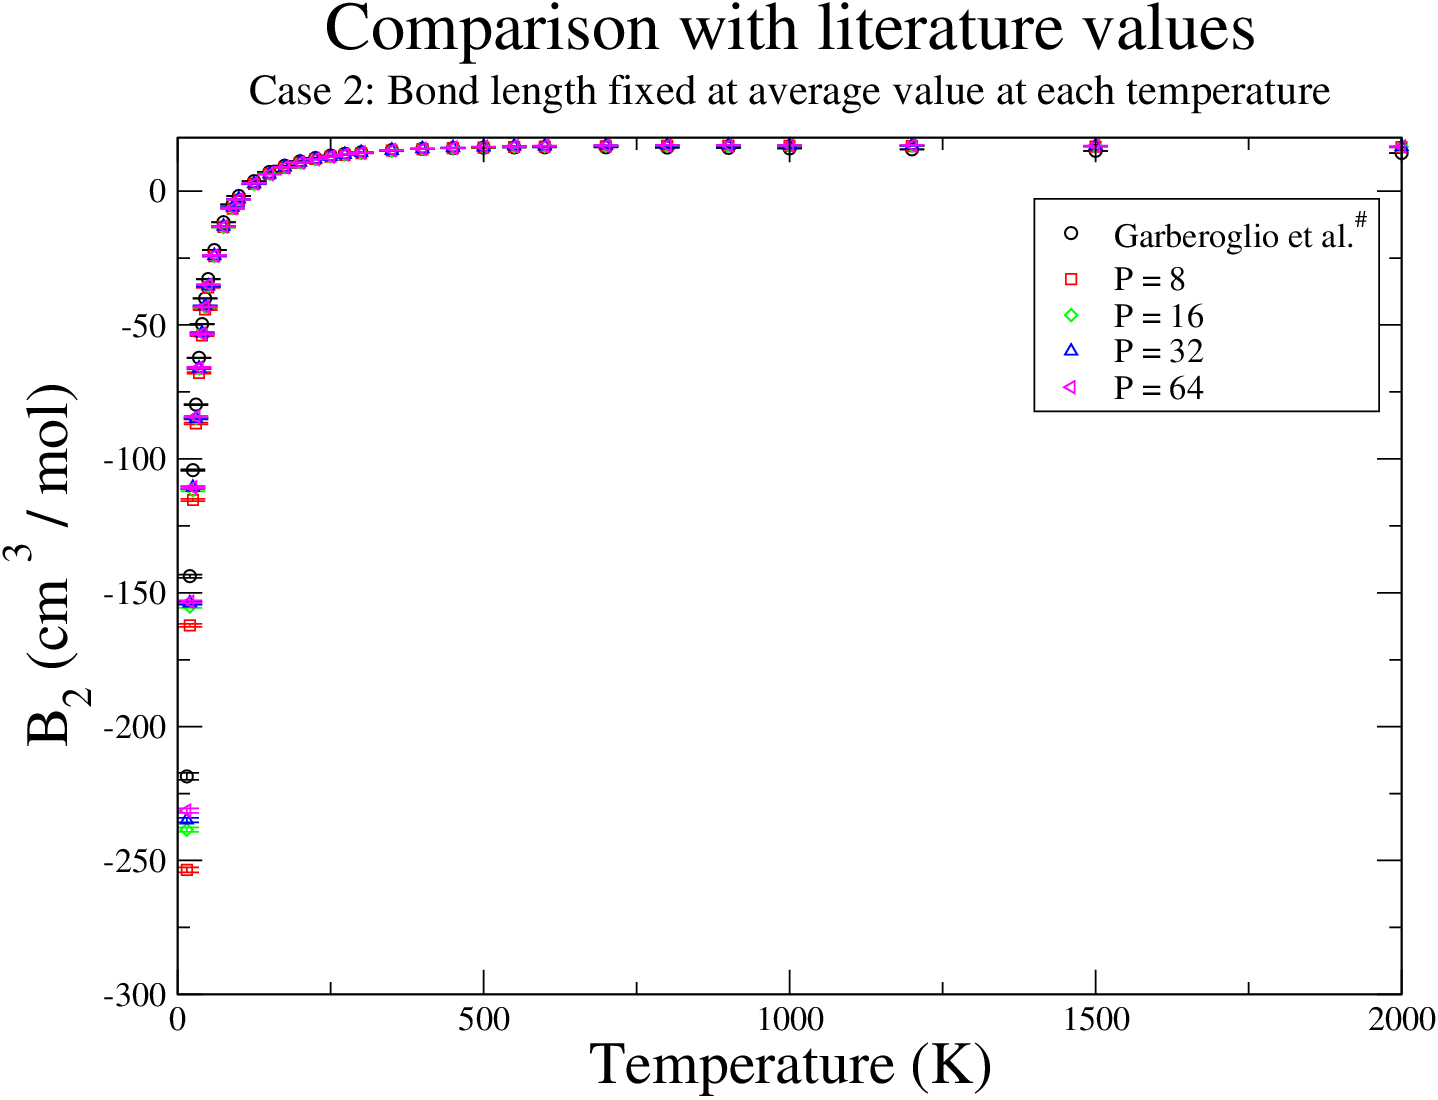 Comparison with literature values
Case 2: Bond length fixed at average value at each temperature
B₂ (cm³ / mol)
0
-50
-100
-150
-200
-250
-300
Garberoglio et al.#
P = 8
P = 16
P = 32
P = 64
0 500 1000 1500 2000
Temperature (K)